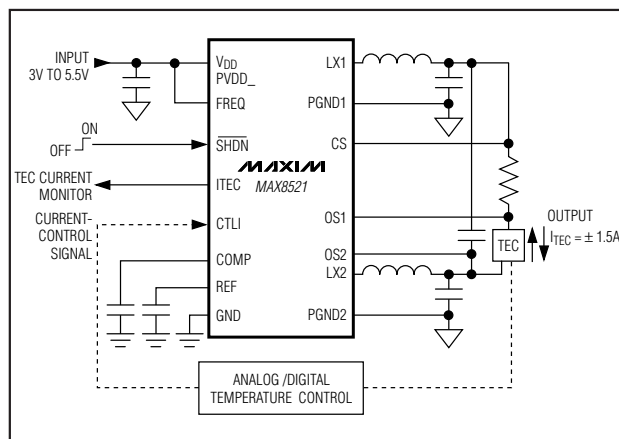 INPUT
3V TO 5.5V
ON
OFF
TEC CURRENT
MONITOR
CURRENT-
CONTROL
SIGNAL
VDD
PVDD_
FREQ
SHDN
ITEC
CTLI
COMP
REF
GND
MAXIM
MAX8521
LX1
PGND1
CS
OS1
OS2
LX2
PGND2
OUTPUT
ITEC = ± 1.5A
TEC
ANALOG /DIGITAL
TEMPERATURE CONTROL